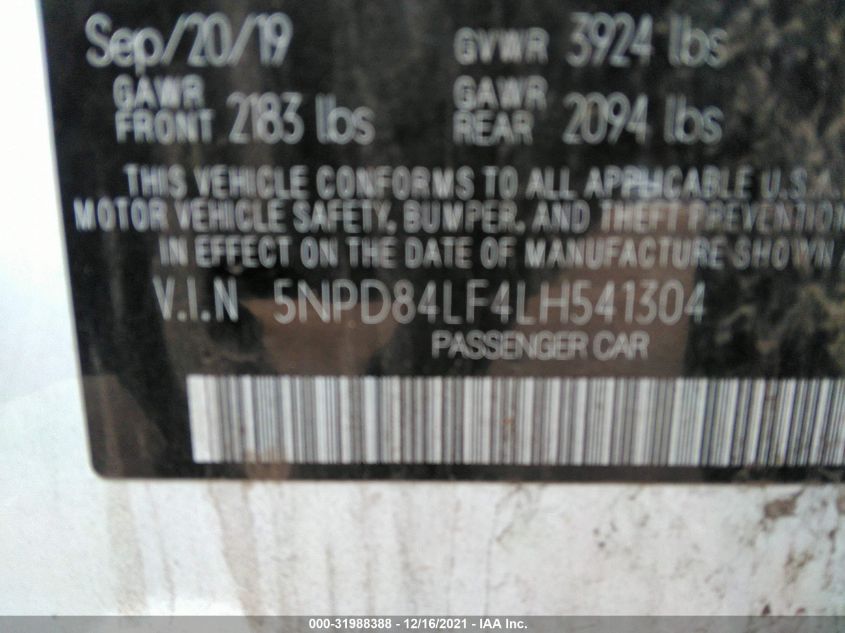 Sep/20/19 GVWR 3924 lbs
GAWR FRONT 2183 lbs GAWR REAR 2094 lbs
THIS VEHICLE CONFORMS TO ALL APPLICABLE U.S.
MOTOR VEHICLE SAFETY, BUMPER, AND THEFT PREVENTION
IN EFFECT ON THE DATE OF MANUFACTURE SHOWN
V.I.N 5NPD84LF4LH541304
PASSENGER CAR
000-31988388 - 12/16/2021 - IAA Inc.